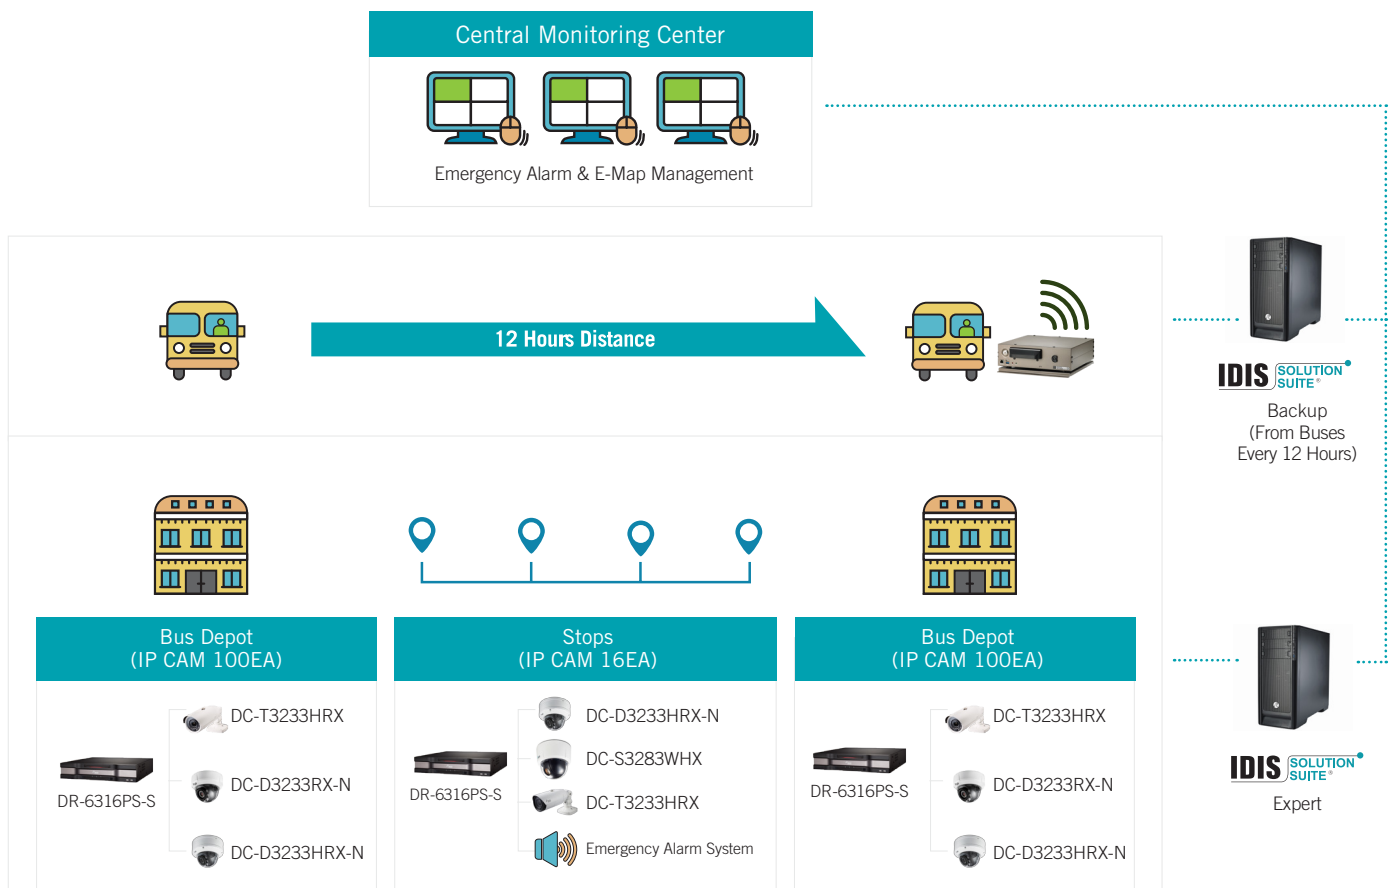 Central Monitoring Center
Emergency Alarm & E-Map Management
12 Hours Distance
IDIS SOLUTION SUITE®
Backup
(From Buses
Every 12 Hours)
Bus Depot
(IP CAM 100EA)
DR-6316PS-S
DC-T3233HRX
DC-D3233RX-N
DC-D3233HRX-N
Stops
(IP CAM 16EA)
DR-6316PS-S
DC-D3233HRX-N
DC-S3283WHX
DC-T3233HRX
Emergency Alarm System
Bus Depot
(IP CAM 100EA)
DR-6316PS-S
DC-T3233HRX
DC-D3233RX-N
DC-D3233HRX-N
IDIS SOLUTION SUITE®
Expert